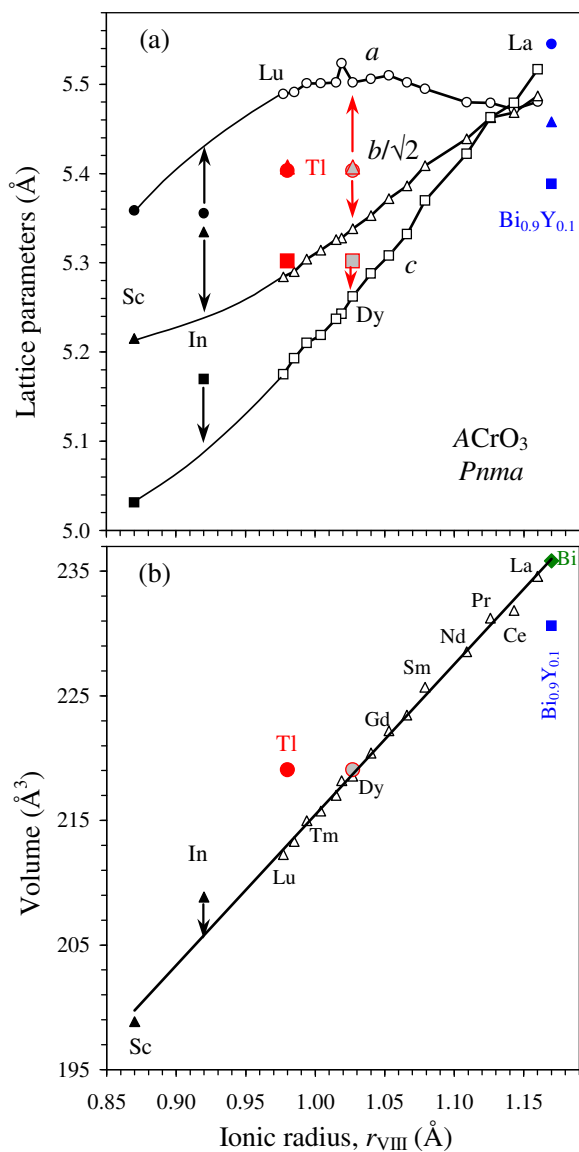 (a)
a
La
Lu
b/√2
Tl
Bi₀.₉Y₀.₁
Sc
c
In
Dy
ACrO₃
Pnma
5.5
5.4
5.3
5.2
5.1
5.0
Lattice parameters (Å)
(b)
La
Bi
Pr
Ce
Nd
Sm
Bi₀.₉Y₀.₁
Gd
Tl
Dy
Tm
In
Lu
Sc
235
225
215
205
195
Volume (Å³)
0.85 0.90 0.95 1.00 1.05 1.10 1.15
Ionic radius, rVIII (Å)